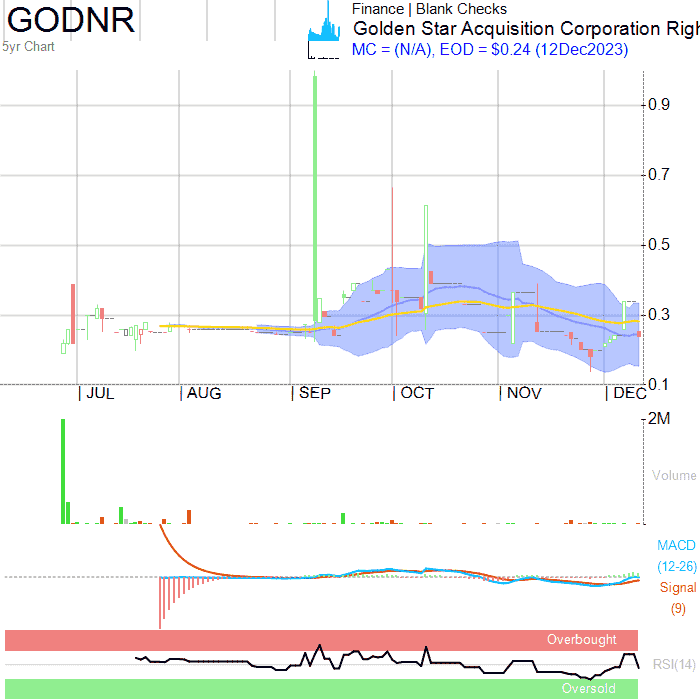 GODNR
5yr Chart
Finance | Blank Checks
Golden Star Acquisition Corporation Righ
MC = (N/A), EOD = $0.24 (12Dec2023)
0.9
0.7
0.5
0.3
0.1
| JUL | AUG | SEP | OCT | NOV | DEC
2M
Volume
MACD
(12-26)
Signal
(9)
Overbought
RSI(14)
Oversold